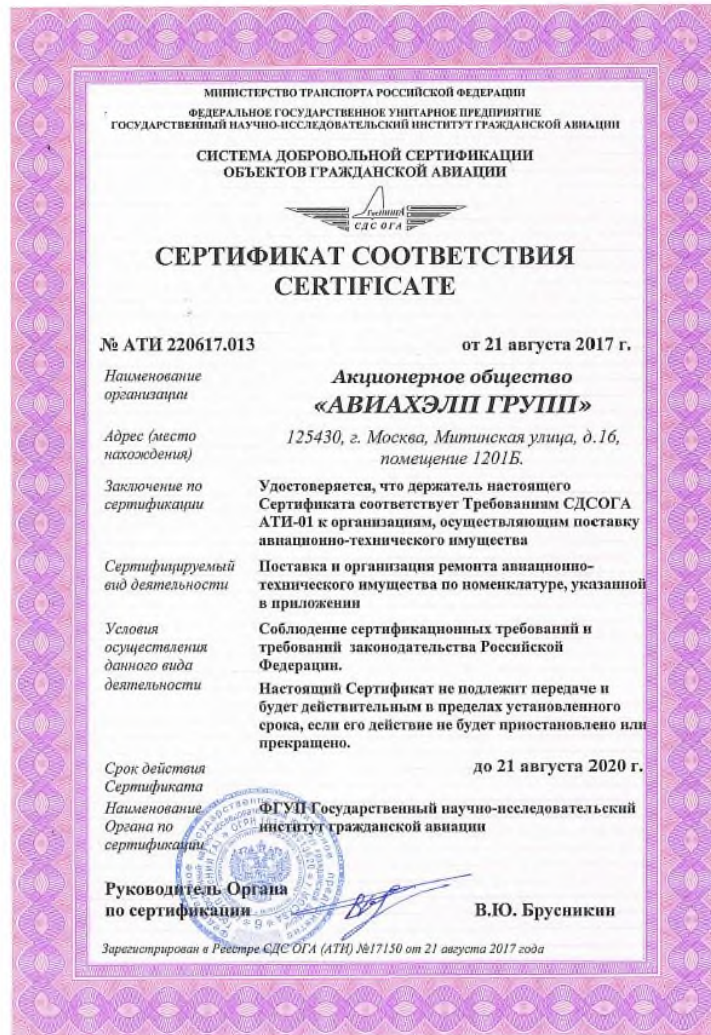 МИНИСТЕРСТВО ТРАНСПОРТА РОССИЙСКОЙ ФЕДЕРАЦИИ
ФЕДЕРАЛЬНОЕ ГОСУДАРСТВЕННОЕ УНИТАРНОЕ ПРЕДПРИЯТИЕ
ГОСУДАРСТВЕННЫЙ НАУЧНО-ИССЛЕДОВАТЕЛЬСКИЙ ИНСТИТУТ ГРАЖДАНСКОЙ АВИАЦИИ
СИСТЕМА ДОБРОВОЛЬНОЙ СЕРТИФИКАЦИИ
ОБЪЕКТОВ ГРАЖДАНСКОЙ АВИАЦИИ
ГосНИИГА
СДС ОГА
СЕРТИФИКАТ СООТВЕТСТВИЯ
CERTIFICATE
№ АТИ 220617.013 от 21 августа 2017 г.
Наименование организации
Акционерное общество
«АВИАХЭЛП ГРУПП»
Адрес (место нахождения)
125430, г. Москва, Митинская улица, д.16,
помещение 1201Б.
Заключение по сертификации
Удостоверяется, что держатель настоящего
Сертификата соответствует Требованиям СДСОГА
АТИ-01 к организациям, осуществляющим поставку
авиационно-технического имущества
Сертифицируемый вид деятельности
Поставка и организация ремонта авиационно-
технического имущества по номенклатуре, указанной
в приложении
Условия
осуществления
данного вида
деятельности
Соблюдение сертификационных требований и
требований законодательства Российской
Федерации.
Настоящий Сертификат не подлежит передаче и
будет действительным в пределах установленного
срока, если его действие не будет приостановлено или
прекращено.
Срок действия
Сертификата
до 21 августа 2020 г.
Наименование
Органа по
сертификации
ФГУП Государственный научно-исследовательский
институт гражданской авиации
Руководитель Органа
по сертификации В.Ю. Брусникин
Зарегистрирован в Реестре СДС ОГА (АТИ) №17150 от 21 августа 2017 года